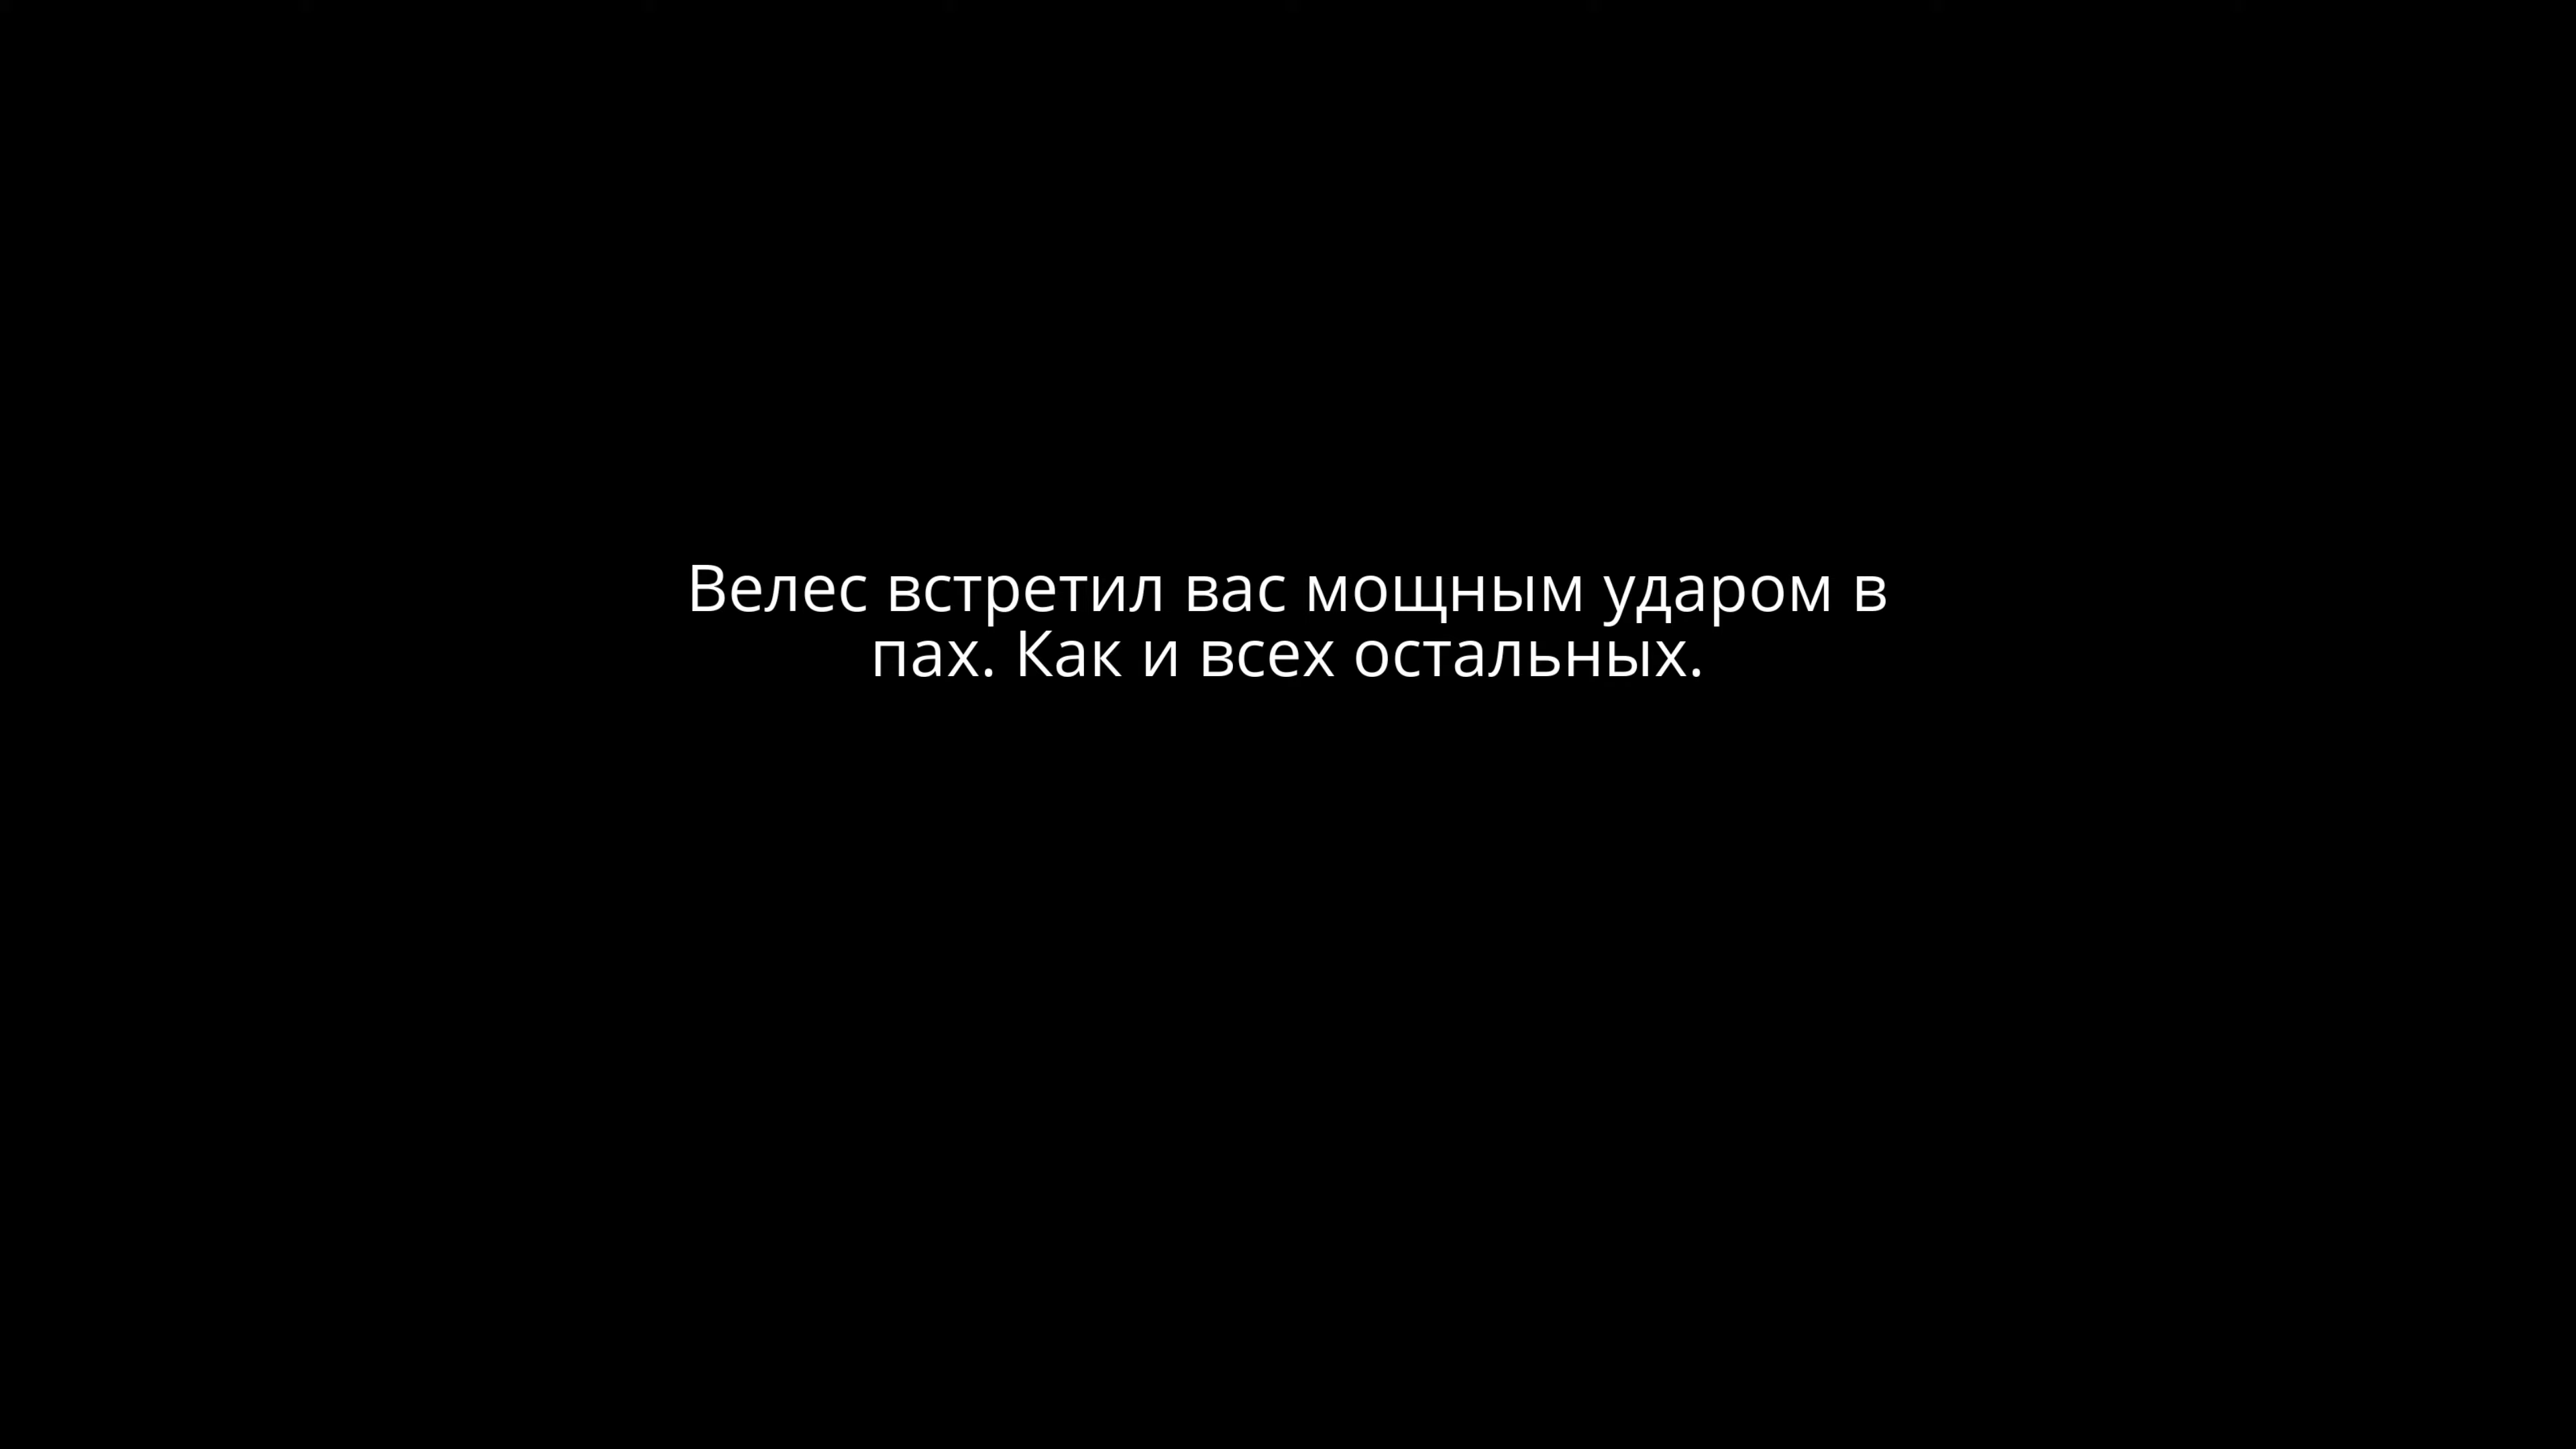 Велес встретил вас мощным ударом в
пах. Как и всех остальных.